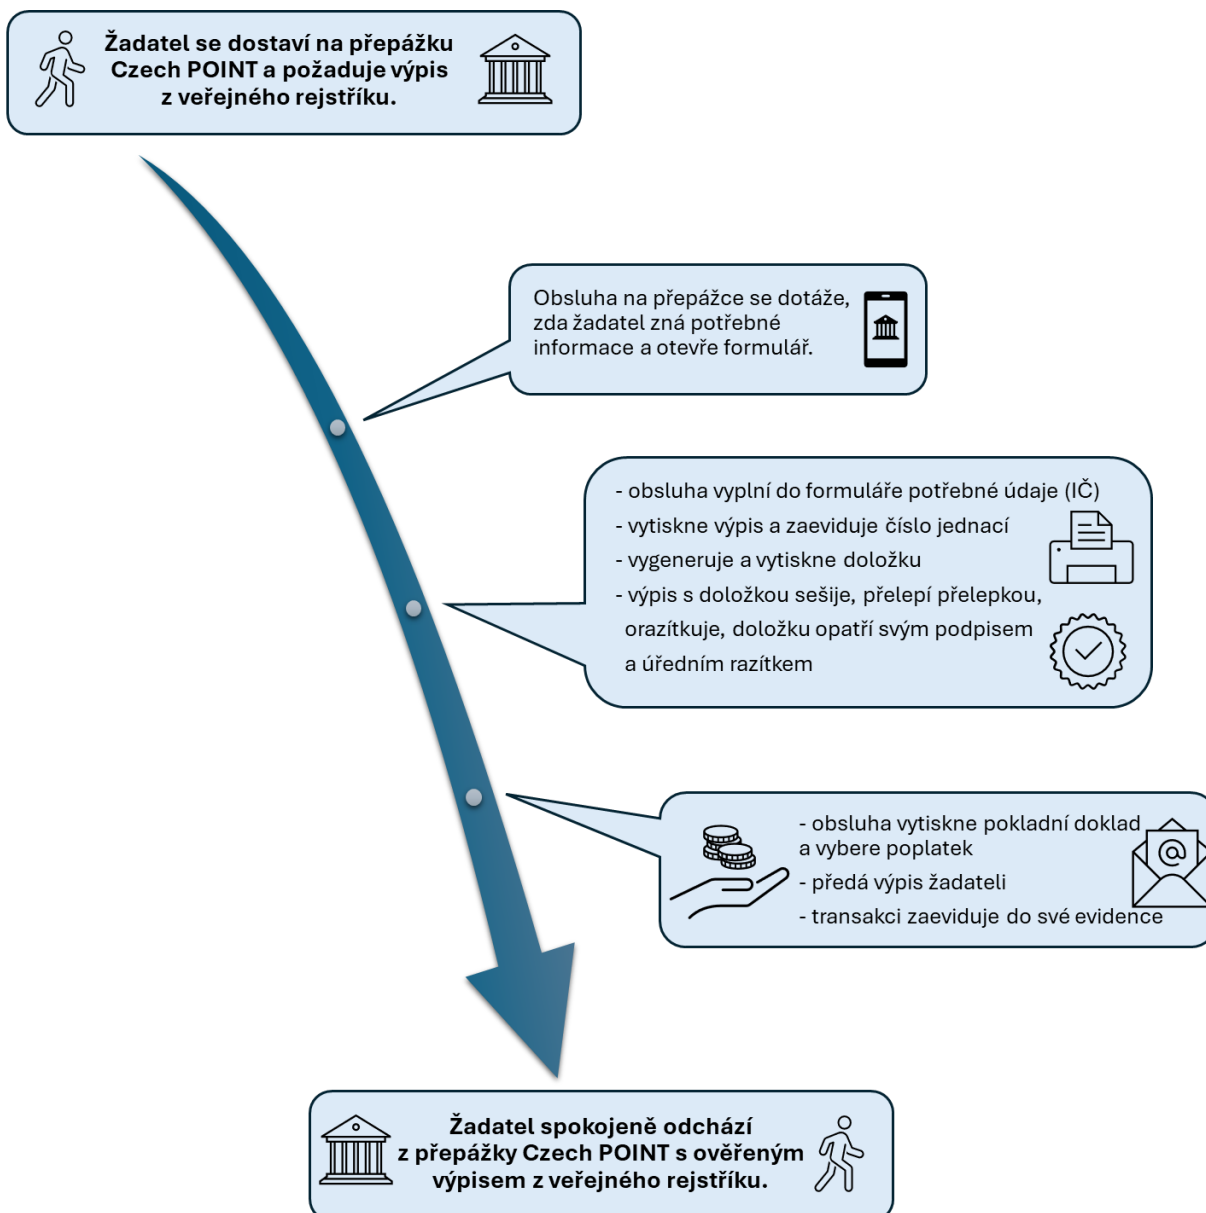 Žadatel se dostaví na přepážku
Czech POINT a požaduje výpis
z veřejného rejstříku.
Obsluha na přepážce se dotáže,
zda žadatel zná potřebné
informace a otevře formulář.
- obsluha vyplní do formuláře potřebné údaje (IČ)
- vytiskne výpis a zaeviduje číslo jednací
- vygeneruje a vytiskne doložku
- výpis s doložkou sešije, přelepí přelepkou,
orazítkuje, doložku opatří svým podpisem
a úředním razítkem
- obsluha vytiskne pokladní doklad
a vybere poplatek
- předá výpis žadateli
- transakci zaeviduje do své evidence
@
Žadatel spokojeně odchází
z přepážky Czech POINT s ověřeným
výpisem z veřejného rejstříku.